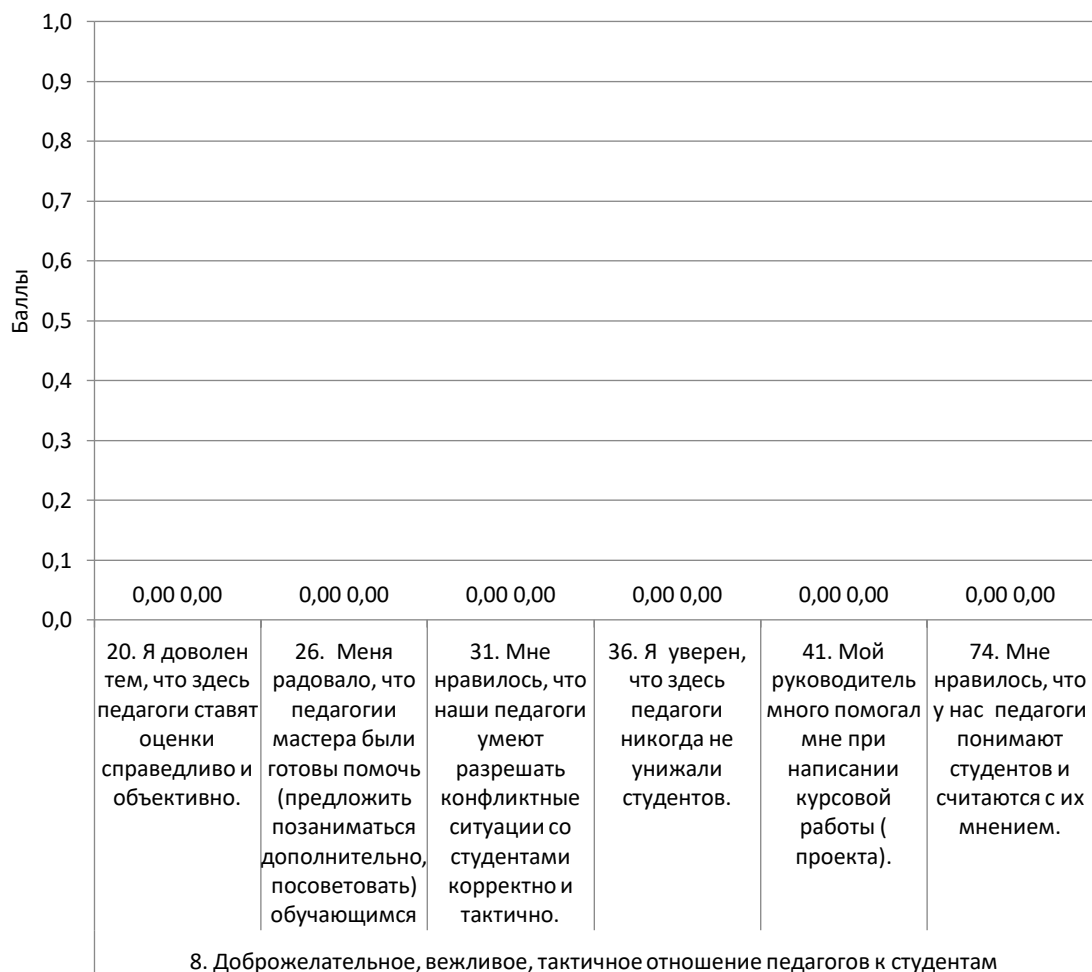 1,0
0,9
0,8
0,7
0,6
0,5
0,4
0,3
0,2
0,1
0,0
Баллы
0,00 0,00
0,00 0,00
0,00 0,00
0,00 0,00
0,00 0,00
0,00 0,00
20. Я доволен
тем, что здесь
педагоги ставят
оценки
справедливо и
объективно.
26. Меня
радовало, что
педагогии
мастера были
готовы помочь
(предложить
позаниматься
дополнительно,
посоветовать)
обучающимся
31. Мне
нравилось, что
наши педагоги
умеют
разрешать
конфликтные
ситуации со
студентами
корректно и
тактично.
36. Я уверен,
что здесь
педагоги
никогда не
унижали
студентов.
41. Мой
руководитель
много помогал
мне при
написании
курсовой
работы (
проекта).
74. Мне
нравилось, что
у нас педагоги
понимают
студентов и
считаются с их
мнением.
8. Доброжелательное, вежливое, тактичное отношение педагогов к студентам